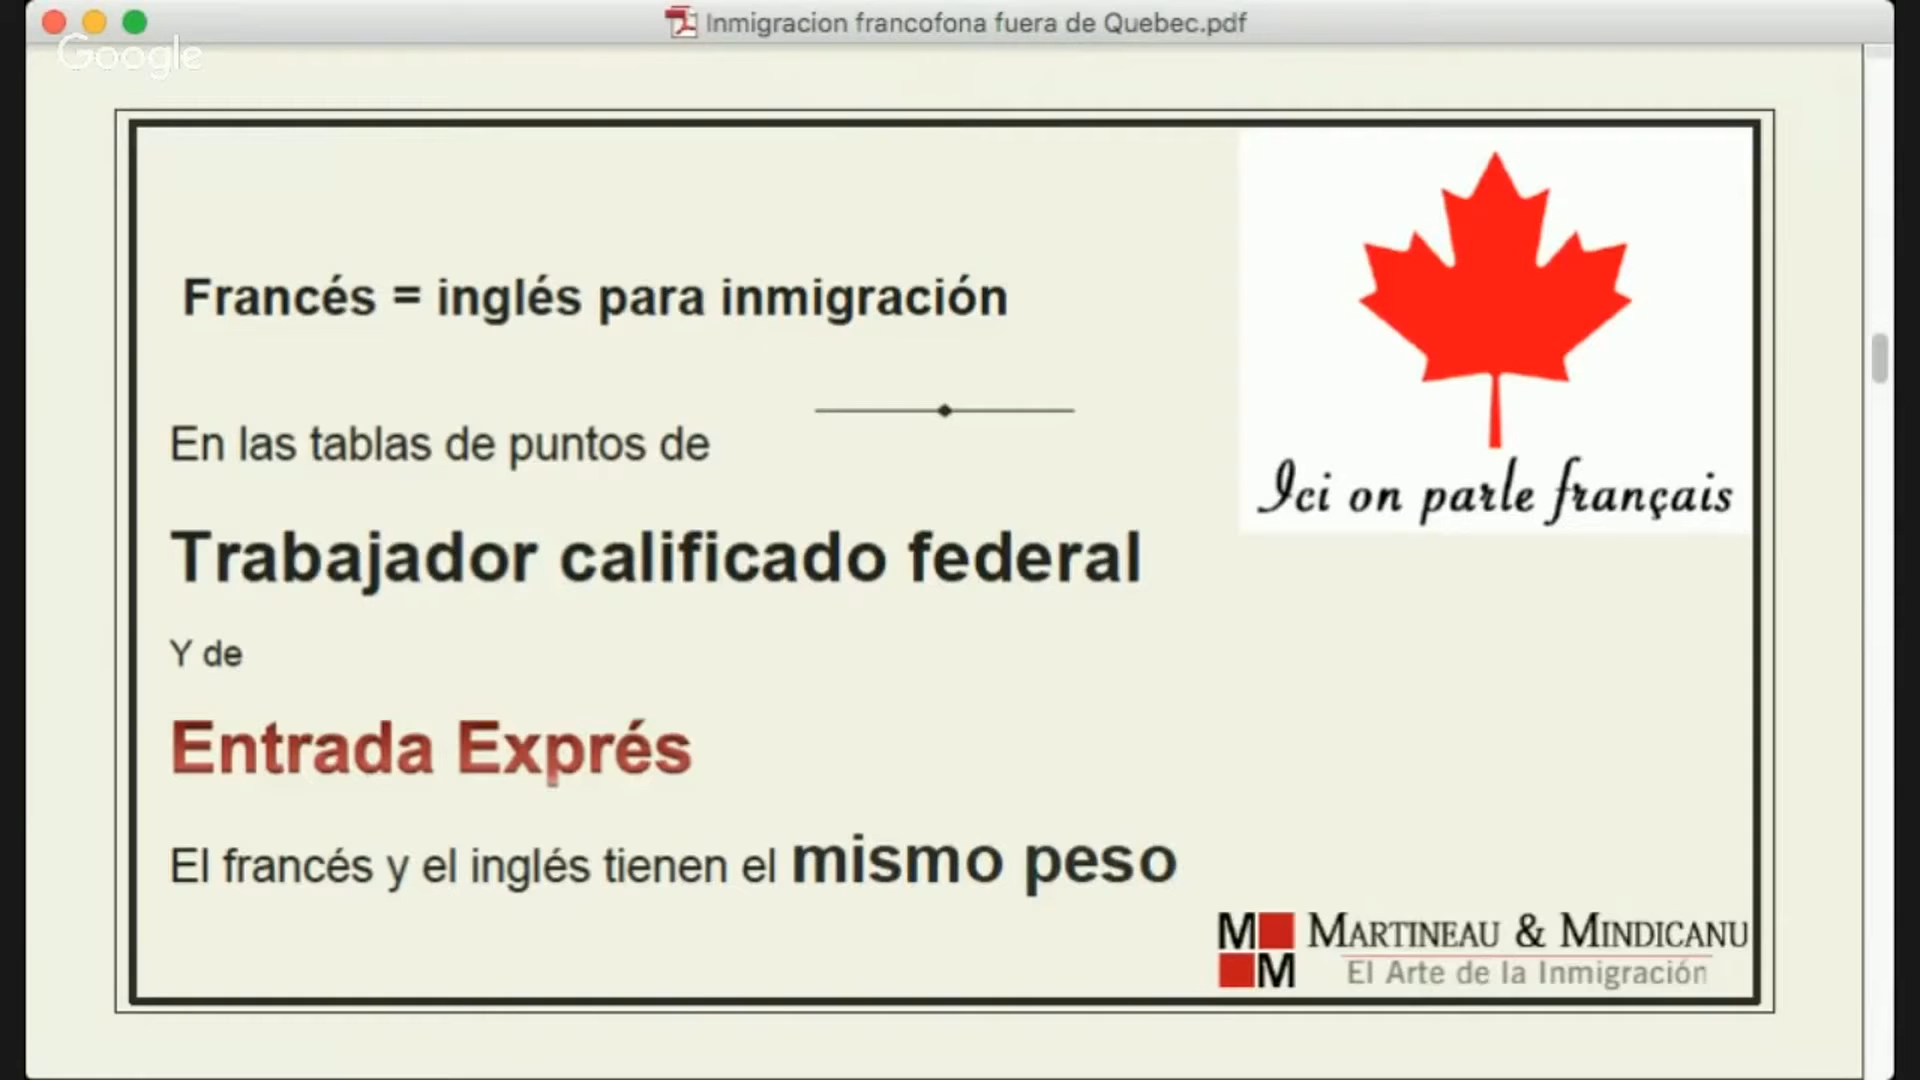 Inmigracion francofona fuera de Quebec.pdf
Google
Francés = inglés para inmigración
En las tablas de puntos de
Trabajador calificado federal
Y de
Entrada Exprés
El francés y el inglés tienen el mismo peso
Ici on parle français
M MARTINEAU & MINDICANU
M El Arte de la Inmigración